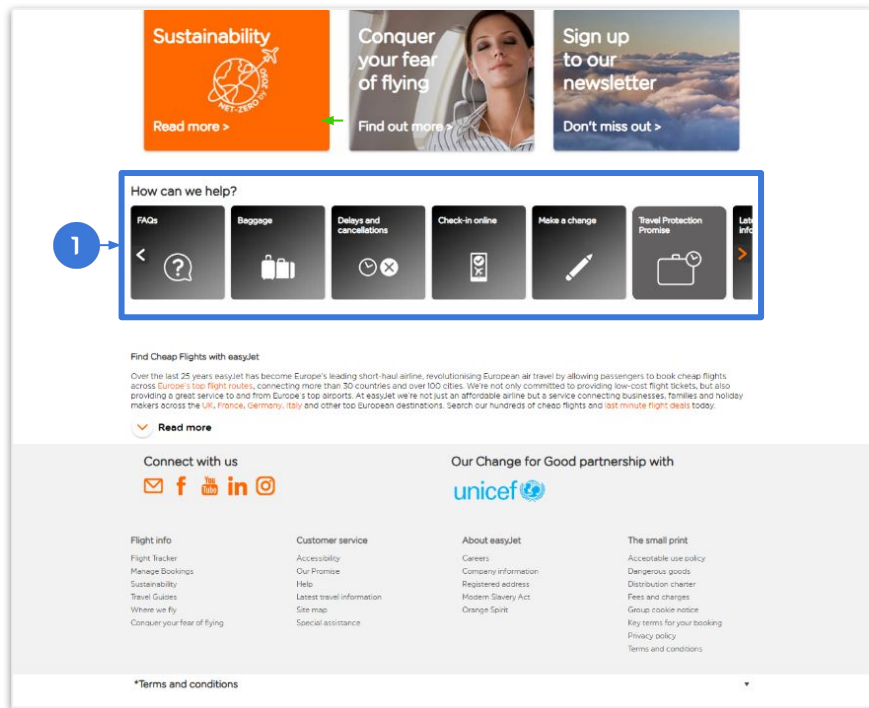 Sustainability
NET-ZERO by 2050
Read more >
Conquer
your fear
of flying
Find out more >
Sign up
to our
newsletter
Don't miss out >
1
How can we help?
FAQs
Baggage
Delays and
cancellations
Check-in online
Make a change
Travel Protection
Promise
Find Cheap Flights with easyJet
Over the last 25 years easyJet has become Europe's leading short-haul airline, revolutionising European air travel by allowing passengers to book cheap flights
across Europe's top flight routes, connecting more than 30 countries and over 100 cities. We're not only committed to providing low-cost flight tickets, but also
providing a great service to and from Europe's top airports. At easyJet we're not just an affordable airline but a service connecting businesses, families and holiday
makers across the UK, France, Germany, Italy and other top European destinations. Search our hundreds of cheap flights and last minute flight deals today.
Read more
Connect with us
You
Tube
in
Our Change for Good partnership with
unicef
Flight info
Flight Tracker
Manage Bookings
Sustainability
Travel Guides
Where we fly
Conquer your fear of flying
Customer service
Accessibility
Our Promise
Help
Latest travel information
Site map
Special assistance
About easyJet
Careers
Company information
Registered address
Modern Slavery Act
Orange Spirit
The small print
Acceptable use policy
Dangerous goods
Distribution charter
Fees and charges
Group cookie notice
Key terms for your booking
Privacy policy
Terms and conditions
*Terms and conditions